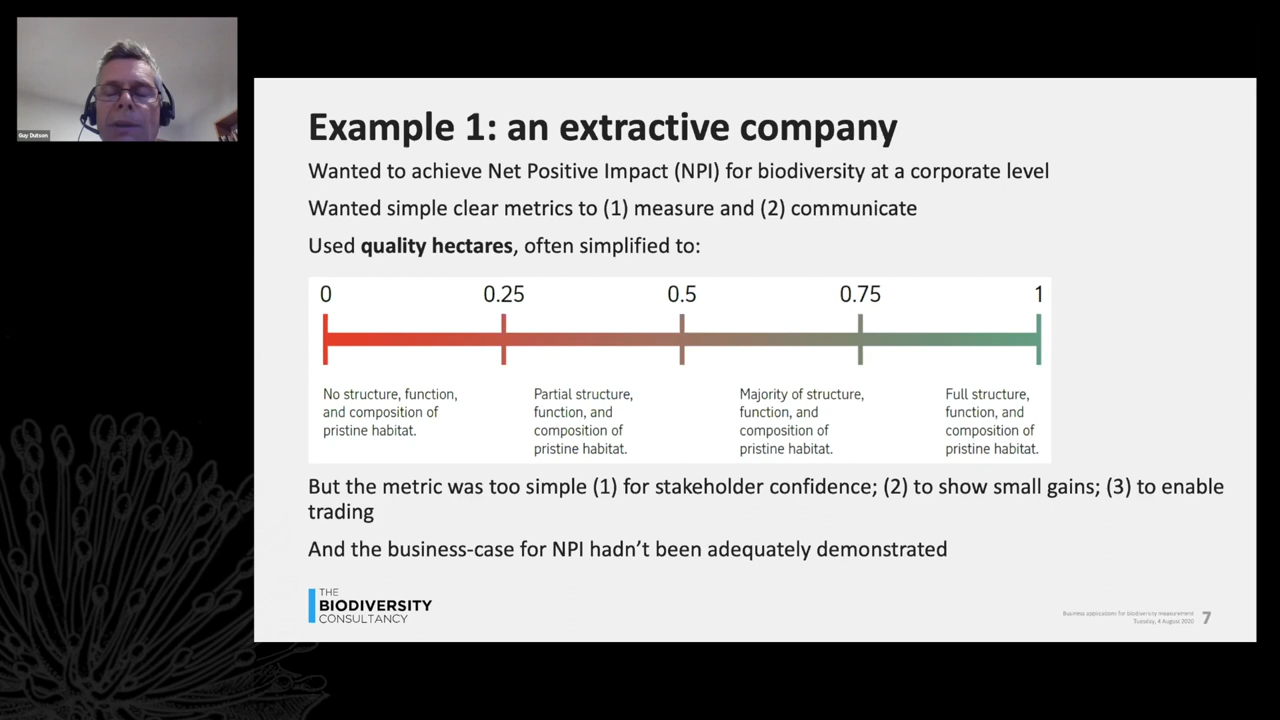 Guy Dutson
Example 1: an extractive company
Wanted to achieve Net Positive Impact (NPI) for biodiversity at a corporate level
Wanted simple clear metrics to (1) measure and (2) communicate
Used quality hectares, often simplified to:
0 0.25 0.5 0.75 1
No structure, function,
and composition of
pristine habitat.
Partial structure,
function, and
composition of
pristine habitat.
Majority of structure,
function, and
composition of
pristine habitat.
Full structure,
function, and
composition of
pristine habitat.
But the metric was too simple (1) for stakeholder confidence; (2) to show small gains; (3) to enable
trading
And the business-case for NPI hadn’t been adequately demonstrated
THE
BIODIVERSITY
CONSULTANCY
Business applications for biodiversity measurement
Tuesday, 4 August 2020
7